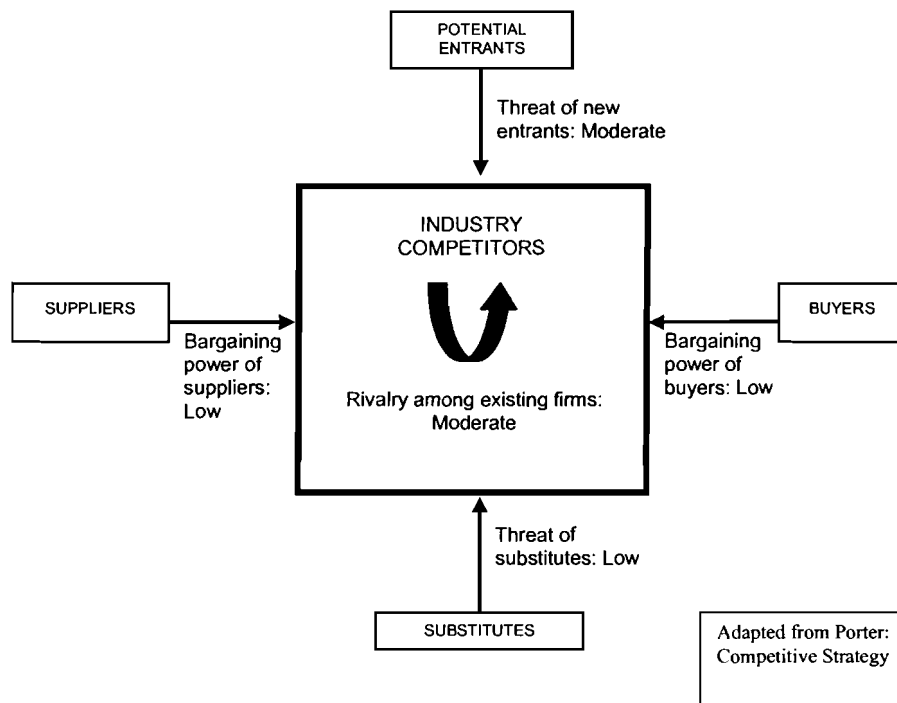 POTENTIAL
ENTRANTS
Threat of new
entrants: Moderate
INDUSTRY
COMPETITORS
SUPPLIERS
BUYERS
Bargaining
power of
suppliers:
Low
Bargaining
power of
buyers: Low
Rivalry among existing firms:
Moderate
Threat of
substitutes: Low
SUBSTITUTES
Adapted from Porter:
Competitive Strategy